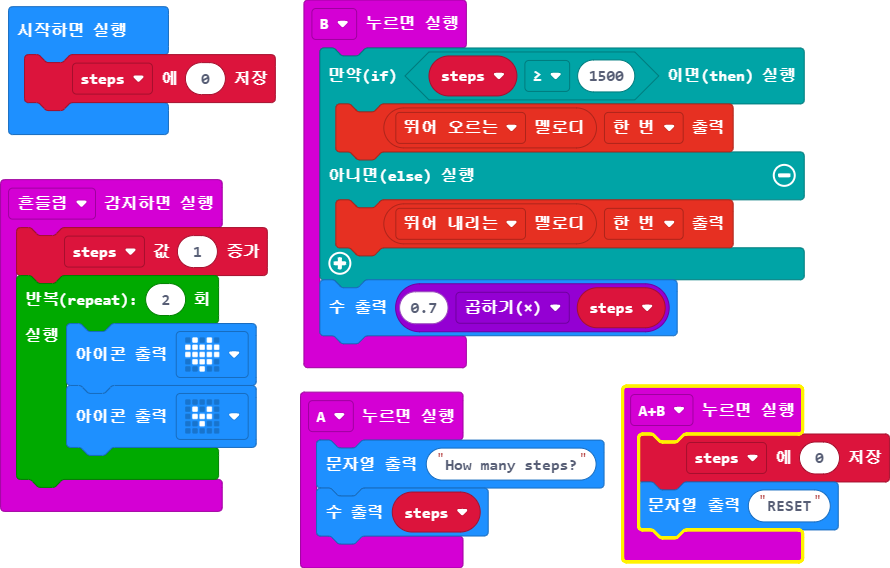 시작하면 실행
steps 에 0 저장
흔들림 감지하면 실행
steps 값 1 증가
반복(repeat): 2 회
실행
아이콘 출력
아이콘 출력
B 누르면 실행
만약(if) steps ≥ 1500 이면(then) 실행
뛰어 오르는 멜로디 한 번 출력
아니면(else) 실행
뛰어 내리는 멜로디 한 번 출력
수 출력 0.7 곱하기(×) steps
A 누르면 실행
문자열 출력 "How many steps?"
수 출력 steps
A+B 누르면 실행
steps 에 0 저장
문자열 출력 "RESET"